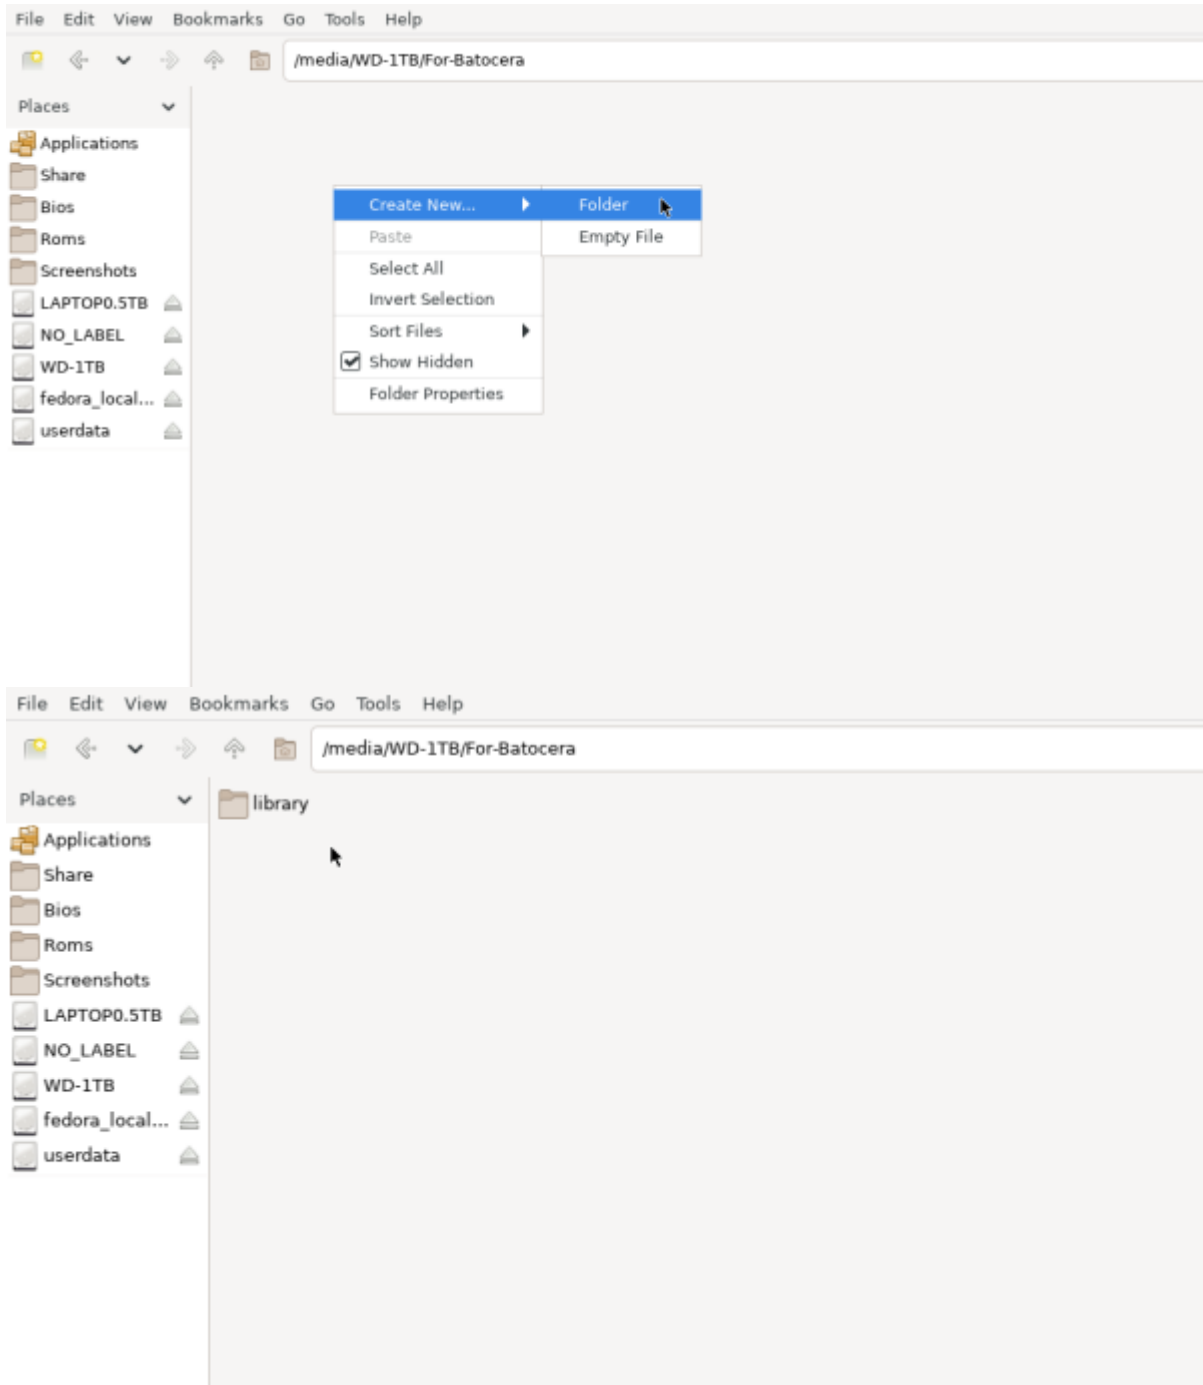 File Edit View Bookmarks Go Tools Help
/media/WD-1TB/For-Batocera
Places
Applications
Share
Bios
Roms
Screenshots
LAPTOP0.5TB
NO_LABEL
WD-1TB
fedora_local...
userdata
Create New...
Paste
Select All
Invert Selection
Sort Files
Show Hidden
Folder Properties
Folder
Empty File
File Edit View Bookmarks Go Tools Help
/media/WD-1TB/For-Batocera
Places
Applications
Share
Bios
Roms
Screenshots
LAPTOP0.5TB
NO_LABEL
WD-1TB
fedora_local...
userdata
library